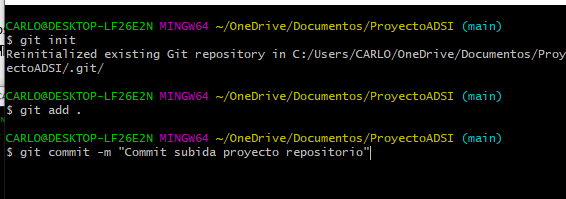 CARLO@DESKTOP-LF26E2N MINGW64 ~/OneDrive/Documentos/ProyectoADSI (main)
$ git init
Reinitialized existing Git repository in C:/Users/CARLO/OneDrive/Documentos/Proy
ectoADSI/.git/
CARLO@DESKTOP-LF26E2N MINGW64 ~/OneDrive/Documentos/ProyectoADSI (main)
$ git add .
CARLO@DESKTOP-LF26E2N MINGW64 ~/OneDrive/Documentos/ProyectoADSI (main)
$ git commit -m "Commit subida proyecto repositorio"